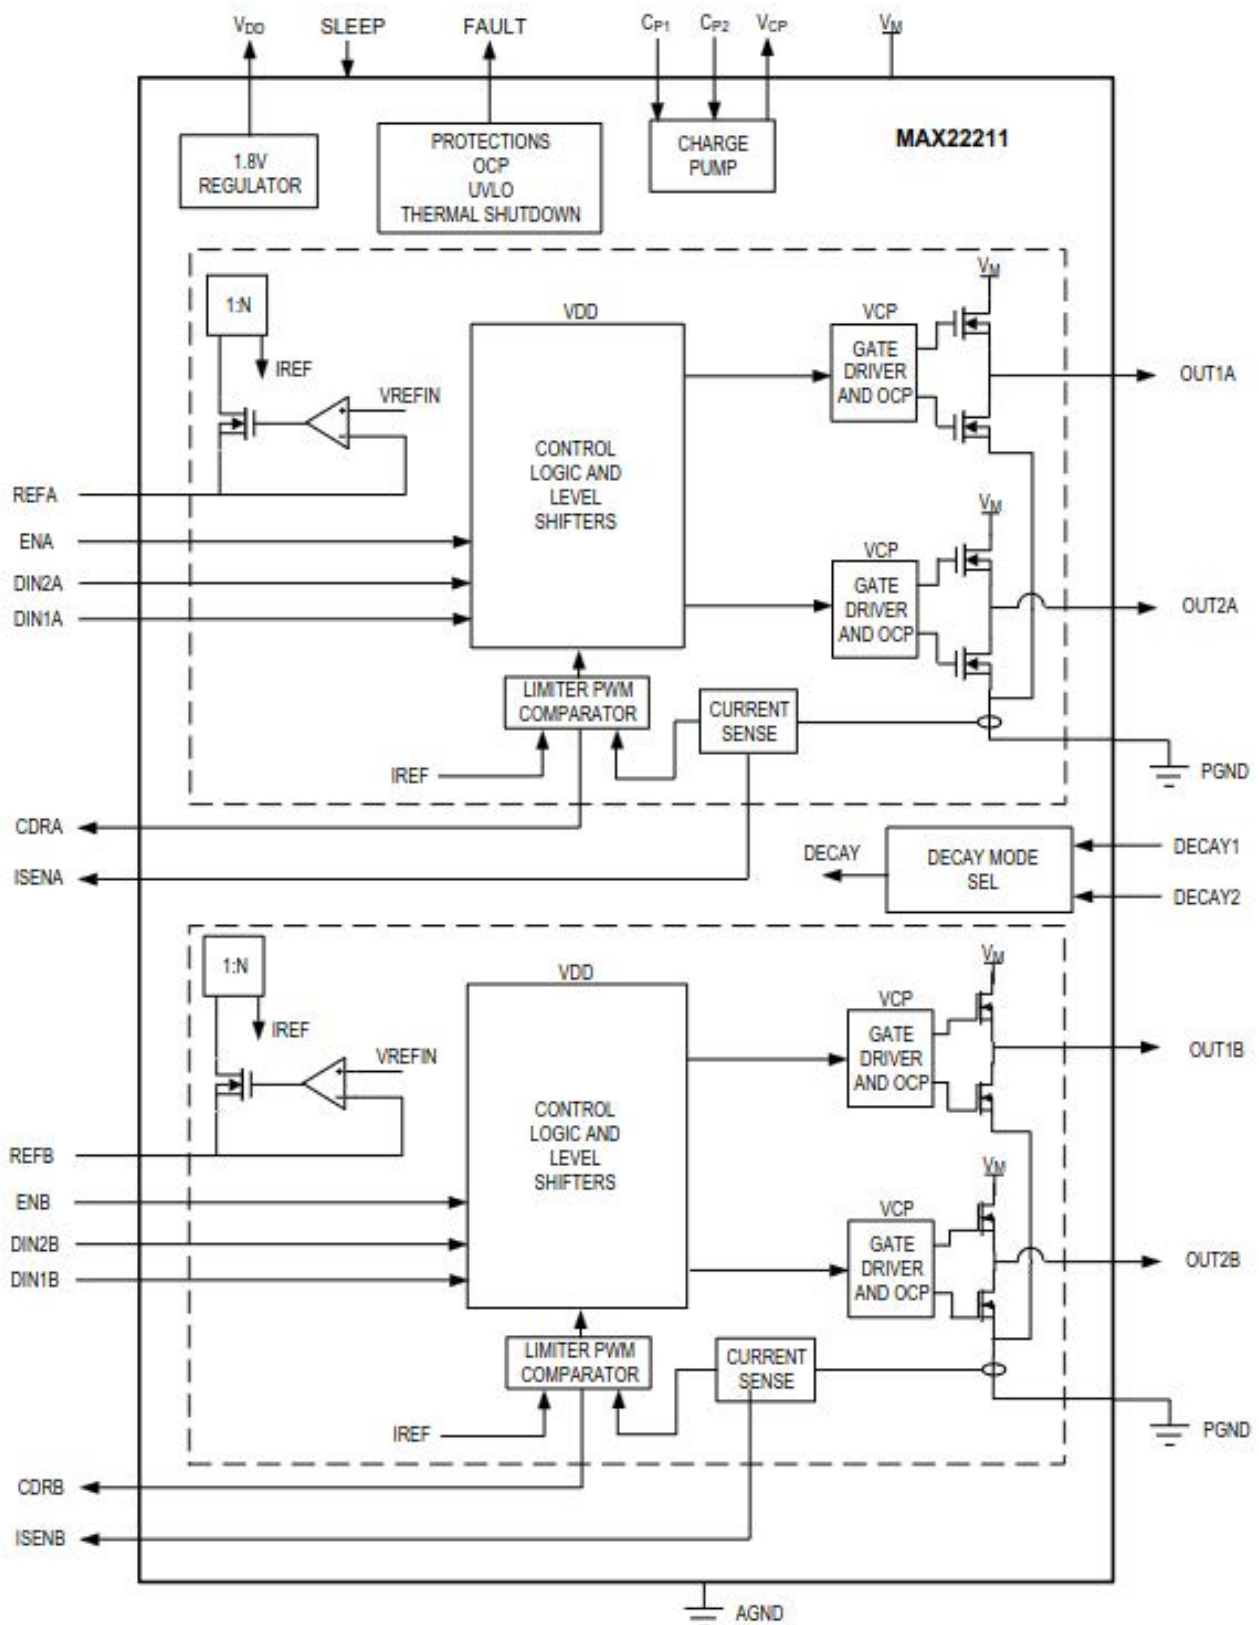 VDD SLEEP FAULT CP1 CP2 VCP VM
MAX22211
1.8V
REGULATOR
PROTECTIONS
OCP
UVLO
THERMAL SHUTDOWN
CHARGE
PUMP
1:N
IREF
VREFIN
VDD
CONTROL
LOGIC AND
LEVEL
SHIFTERS
VCP
GATE
DRIVER
AND OCP
VM
OUT1A
REFA
ENA
DIN2A
DIN1A
VM
VCP
GATE
DRIVER
AND OCP
OUT2A
LIMITER PWM
COMPARATOR
CURRENT
SENSE
IREF
PGND
CDRA
ISENA
DECAY
DECAY MODE
SEL
DECAY1
DECAY2
1:N
IREF
VREFIN
VDD
CONTROL
LOGIC AND
LEVEL
SHIFTERS
VCP
GATE
DRIVER
AND OCP
VM
OUT1B
REFB
ENB
DIN2B
DIN1B
VM
VCP
GATE
DRIVER
AND OCP
OUT2B
LIMITER PWM
COMPARATOR
CURRENT
SENSE
IREF
PGND
CDRB
ISENB
AGND